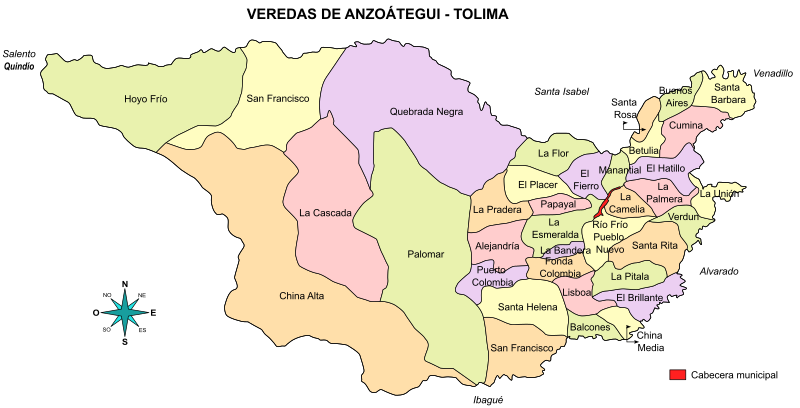 VEREDAS DE ANZOÁTEGUI - TOLIMA
Salento
Quindío
Hoyo Frío
San Francisco
Quebrada Negra
Santa Isabel
Venadillo
Buenos
Aires
Santa
Barbara
Santa
Rosa
Cumina
Betulia
La Flor
Manantial
El Hatillo
El
Fierro
El Placer
La
Palmera
La Unión
La
Camelia
Papayal
La Pradera
La Cascada
Verdun
La
Esmeralda
Río Frío
Pueblo
Nuevo
Santa Rita
Alejandría
La Bandera
Palomar
Fonda
Colombia
Puerto
Colombia
La Pitala
Alvarado
China Alta
Lisboa
El Brillante
Santa Helena
Balcones
China
Media
San Francisco
Ibagué
N
NO
NE
O
E
SO
ES
S
Cabecera municipal